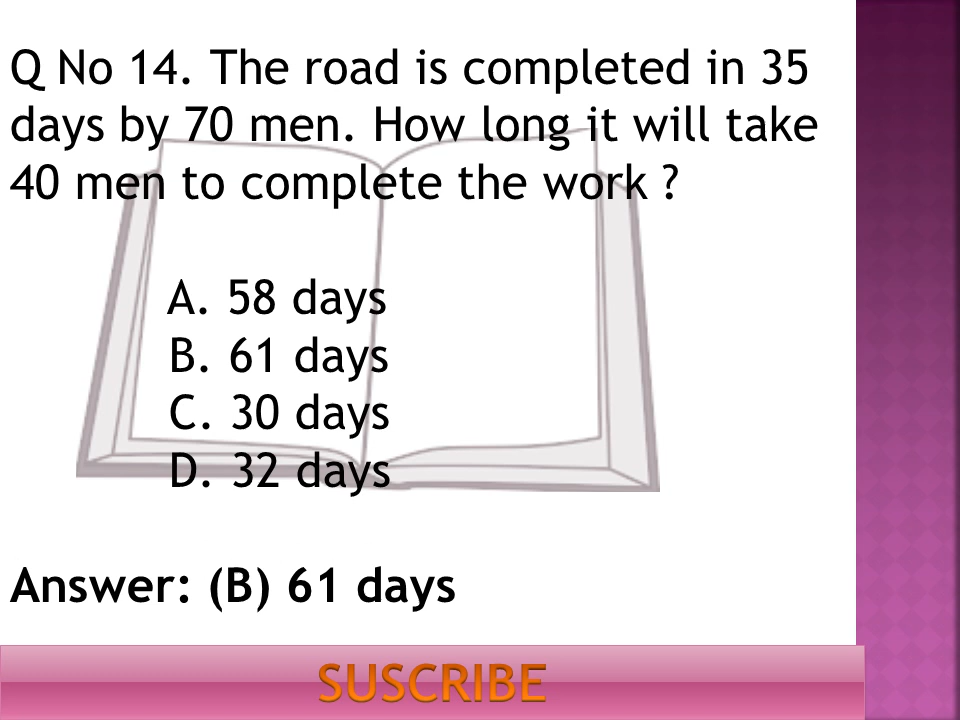 Q No 14. The road is completed in 35
days by 70 men. How long it will take
40 men to complete the work ?
A. 58 days
B. 61 days
C. 30 days
D. 32 days
Answer: (B) 61 days
SUSCRIBE